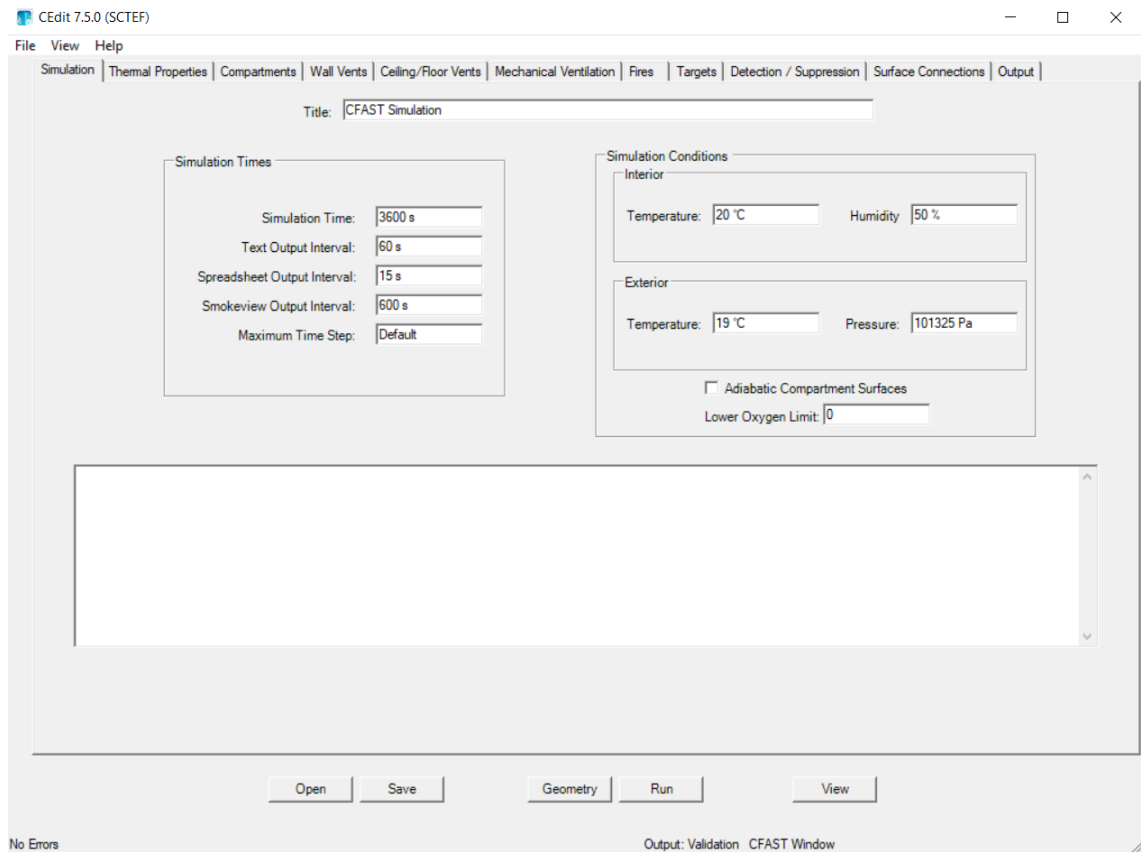 CEdit 7.5.0 (SCTEF)
File View Help
Simulation Thermal Properties Compartments Wall Vents Ceiling/Floor Vents Mechanical Ventilation Fires Targets Detection / Suppression Surface Connections Output
Title: CFAST Simulation
Simulation Times
Simulation Time: 3600 s
Text Output Interval: 60 s
Spreadsheet Output Interval: 15 s
Smokeview Output Interval: 600 s
Maximum Time Step: Default
Simulation Conditions
Interior
Temperature: 20 °C Humidity 50 %
Exterior
Temperature: 19 °C Pressure: 101325 Pa
Adiabatic Compartment Surfaces
Lower Oxygen Limit: 0
Open Save Geometry Run View
No Errors Output: Validation CFAST Window